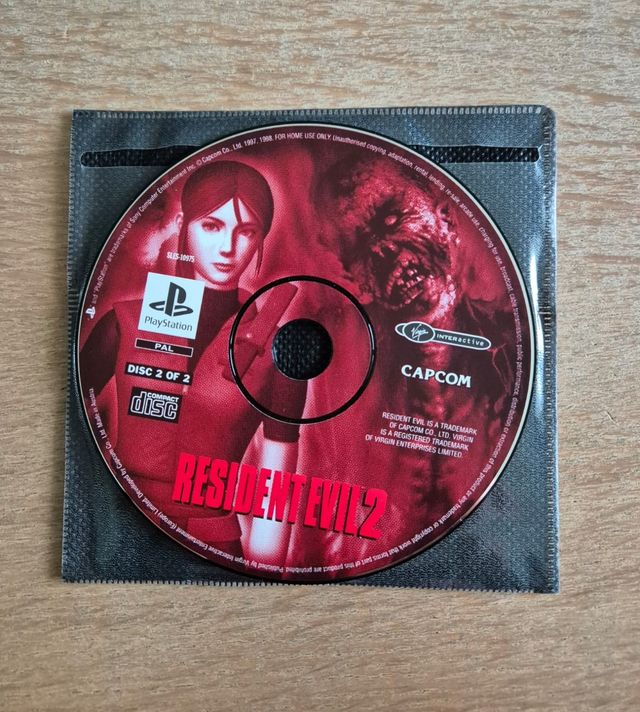 and "PlayStation" are trademarks of Sony Computer Entertainment Inc. © Capcom Co., Ltd. 1997, 1998. FOR HOME USE ONLY. Unauthorised copying, adaptation, rental, lending, re-sale, arcade use, charging for use, broadcast, cable transmission, public performance, distribution or extraction of this product or any trademark or copyright work that forms part of this product are prohibited. Published by Virgin Interactive Entertainment (Europe) Limited. Developed by Capcom Co., Ltd. Made in Austria.
SLES-10975
PlayStation
PAL
DISC 2 OF 2
COMPACT
disc
Virgin INTERactive
CAPCOM
RESIDENT EVIL IS A TRADEMARK
OF CAPCOM CO., LTD. VIRGIN
IS A REGISTERED TRADEMARK
OF VIRGIN ENTERPRISES LIMITED.
RESIDENT EVIL 2